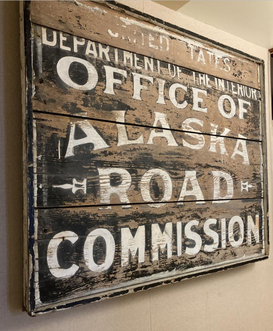 UNITED STATES
DEPARTMENT OF THE INTERIOR
OFFICE OF
ALASKA
ROAD
COMMISSION